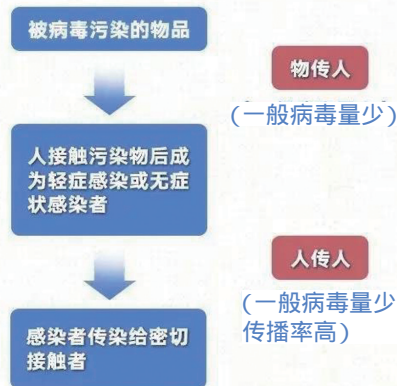 被病毒污染的物品
物传人
(一般病毒量少)
人接触污染物后成
为轻症感染或无症
状感染者
人传人
(一般病毒量少
传播率高)
感染者传染给密切
接触者